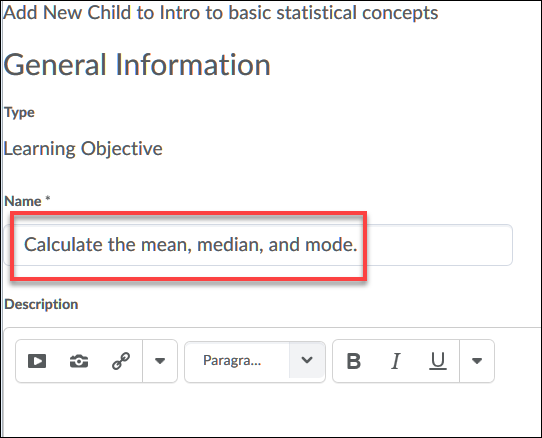 Add New Child to Intro to basic statistical concepts
General Information
Type
Learning Objective
Name *
Calculate the mean, median, and mode.
Description
Paragra... B I U